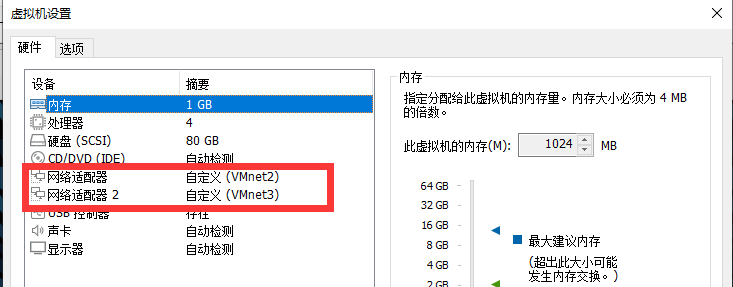 虚拟机设置
硬件 选项
设备 摘要
内存 1 GB
处理器 4
硬盘 (SCSI) 80 GB
CD/DVD (IDE) 自动检测
网络适配器 自定义 (VMnet2)
网络适配器 2 自定义 (VMnet3)
USB 控制器 存在
声卡 自动检测
显示器 自动检测
内存
指定分配给此虚拟机的内存量。内存大小必须为 4 MB
的倍数。
此虚拟机的内存(M): 1024 MB
64 GB
32 GB
16 GB
8 GB
4 GB
2 GB
最大建议内存
(超出此大小可能
发生内存交换。)